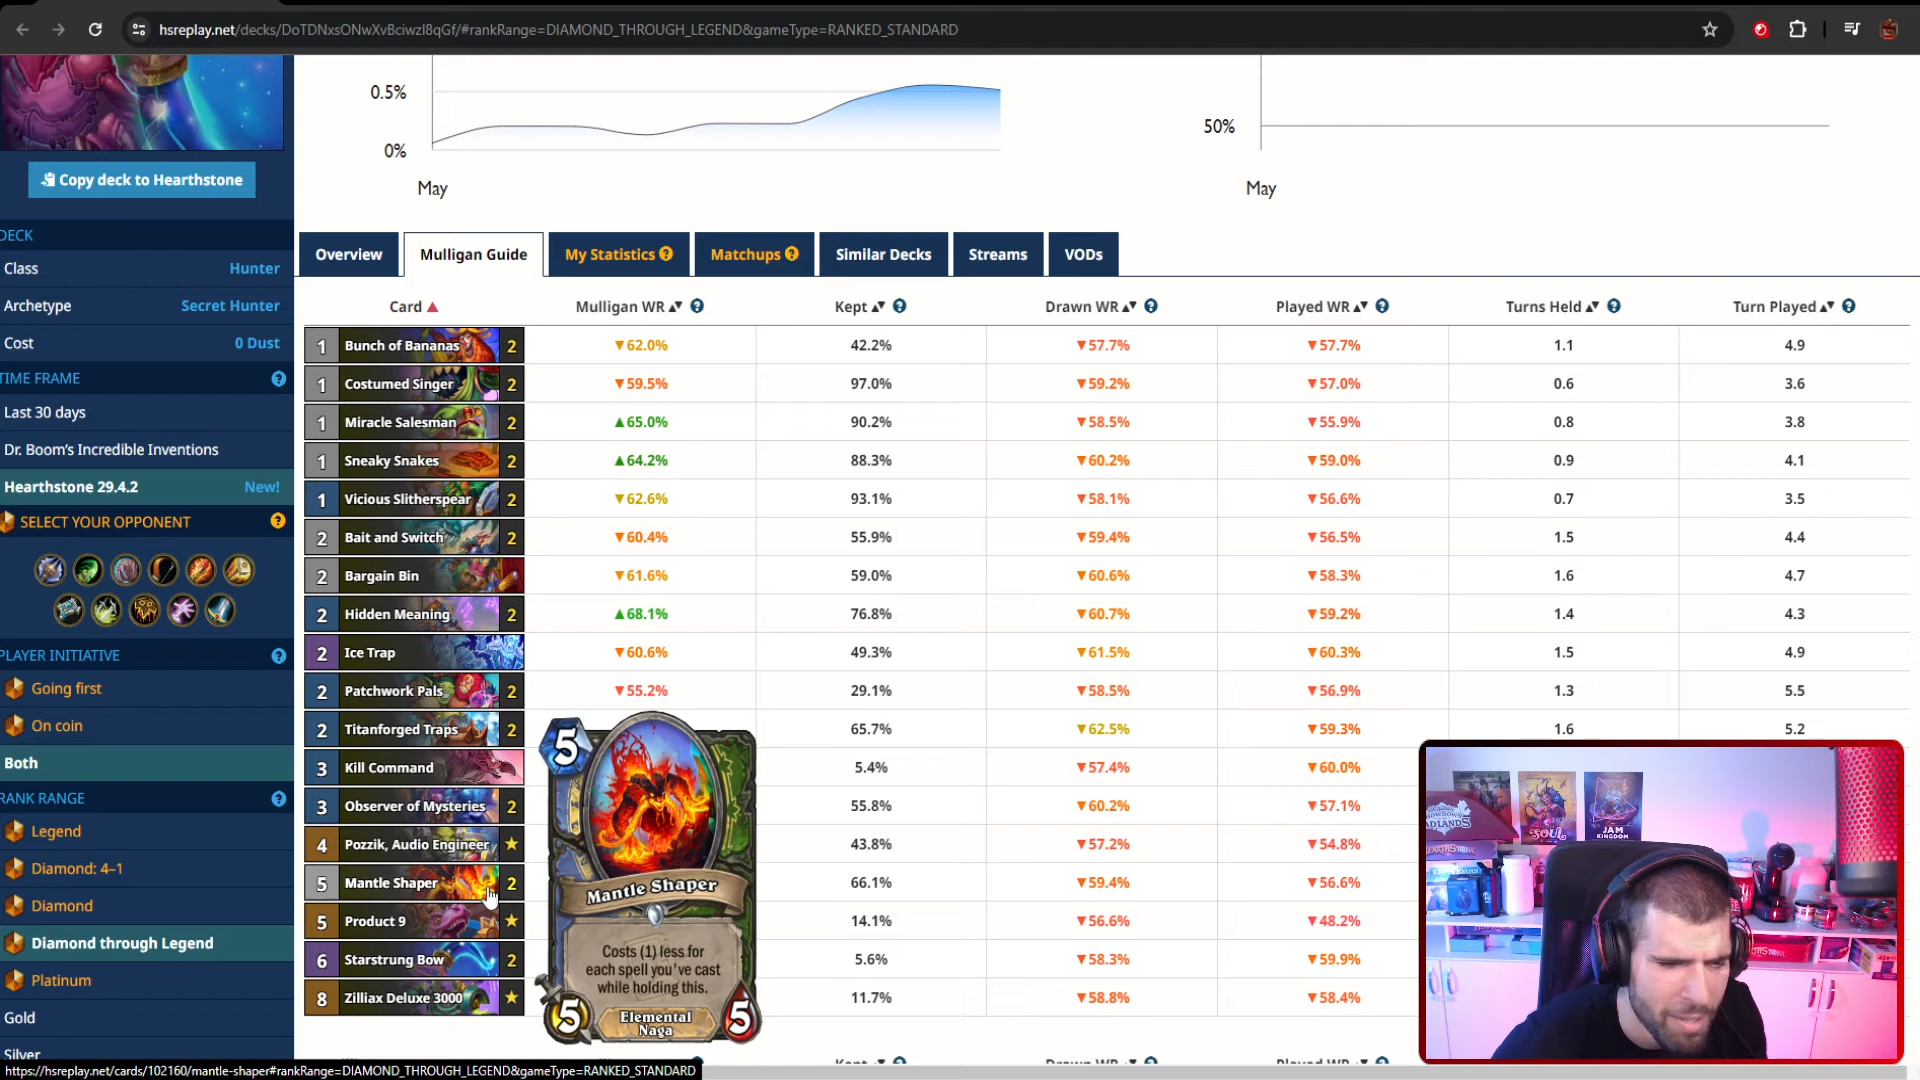 hsreplay.net/decks/DoTDNxsONwXvBciwzI8qGf/#rankRange=DIAMOND_THROUGH_LEGEND&gameType=RANKED_STANDARD
0.5%
0%
May
50%
May
Copy deck to Hearthstone
DECK
Class Hunter
Archetype Secret Hunter
Cost 0 Dust
TIME FRAME
Last 30 days
Dr. Boom's Incredible Inventions
Hearthstone 29.4.2 New!
SELECT YOUR OPPONENT
PLAYER INITIATIVE
Going first
On coin
Both
RANK RANGE
Legend
Diamond: 4–1
Diamond
Diamond through Legend
Platinum
Gold
Silver
Overview Mulligan Guide My Statistics Matchups Similar Decks Streams VODs
Card Mulligan WR Kept Drawn WR Played WR Turns Held Turn Played
1 Bunch of Bananas 2 ▼62.0% 42.2% ▼57.7% ▼57.7% 1.1 4.9
1 Costumed Singer 2 ▼59.5% 97.0% ▼59.2% ▼57.0% 0.6 3.6
1 Miracle Salesman 2 ▲65.0% 90.2% ▼58.5% ▼55.9% 0.8 3.8
1 Sneaky Snakes 2 ▲64.2% 88.3% ▼60.2% ▼59.0% 0.9 4.1
1 Vicious Slitherspear 2 ▼62.6% 93.1% ▼58.1% ▼56.6% 0.7 3.5
2 Bait and Switch 2 ▼60.4% 55.9% ▼59.4% ▼56.5% 1.5 4.4
2 Bargain Bin ▼61.6% 59.0% ▼60.6% ▼58.3% 1.6 4.7
2 Hidden Meaning 2 ▲68.1% 76.8% ▼60.7% ▼59.2% 1.4 4.3
2 Ice Trap ▼60.6% 49.3% ▼61.5% ▼60.3% 1.5 4.9
2 Patchwork Pals 2 ▼55.2% 29.1% ▼58.5% ▼56.9% 1.3 5.5
2 Titanforged Traps 2 65.7% ▼62.5% ▼59.3% 1.6 5.2
3 Kill Command 5.4% ▼57.4% ▼60.0%
3 Observer of Mysteries 2 55.8% ▼60.2% ▼57.1%
4 Pozzik, Audio Engineer ★ 43.8% ▼57.2% ▼54.8%
5 Mantle Shaper 2 66.1% ▼59.4% ▼56.6%
5 Product 9 ★ 14.1% ▼56.6% ▼48.2%
6 Starstrung Bow 2 5.6% ▼58.3% ▼59.9%
8 Zilliax Deluxe 3000 ★ 11.7% ▼58.8% ▼58.4%
5
Mantle Shaper
Costs (1) less for
each spell you've cast
while holding this.
5 Elemental 5
Naga
Kept Drawn WR Played WR
SOUL
JAM
KINGDOM
https://hsreplay.net/cards/102160/mantle-shaper#rankRange=DIAMOND_THROUGH_LEGEND&gameType=RANKED_STANDARD